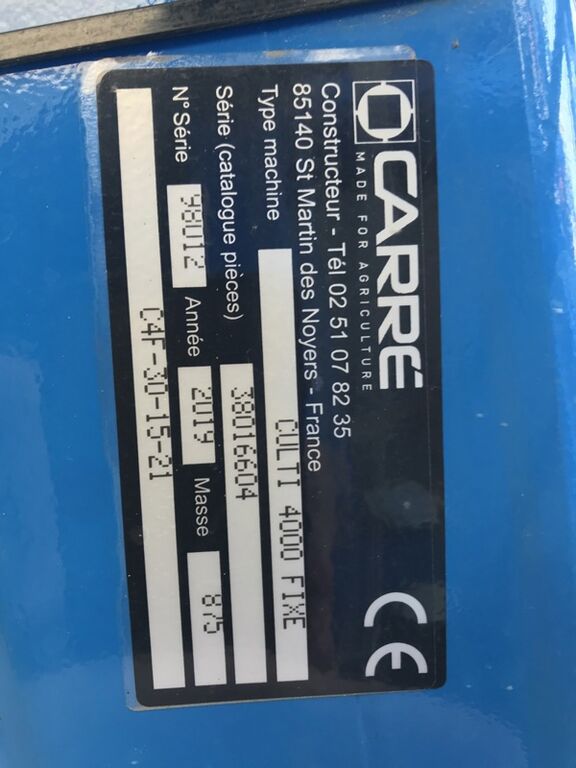 CARRÉ
MADE FOR AGRICULTURE
CE
Constructeur - Tél 02 51 07 82 35
85140 St Martin des Noyers - France
Type machine CULTI 4000 FIXE
Série (catalogue pièces) 38016604
N° Série 98012 Année 2019 Masse 875
C4F-30-15-21